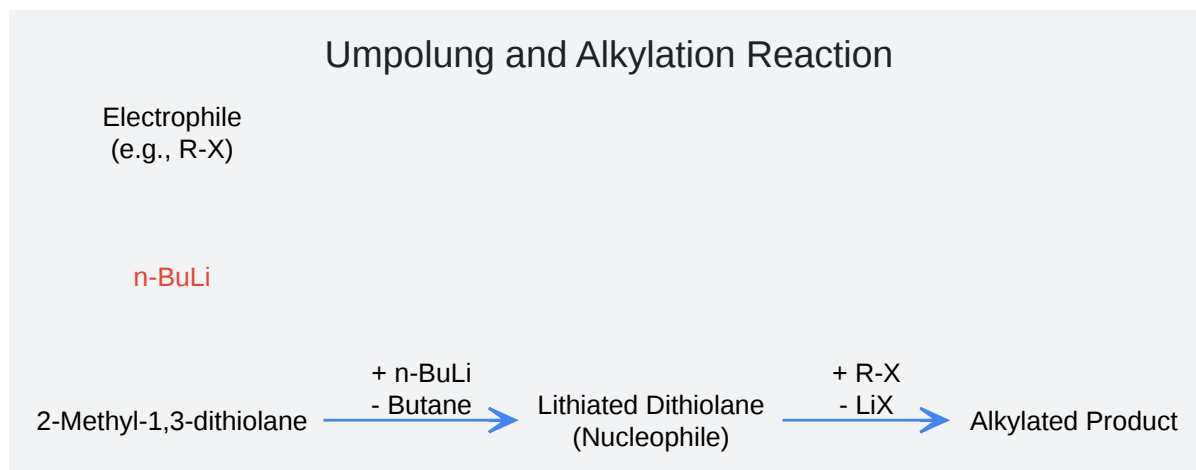 Umpolung and Alkylation Reaction
Electrophile
(e.g., R-X)
n-BuLi
+ n-BuLi
- Butane
+ R-X
- LiX
2-Methyl-1,3-dithiolane
Lithiated Dithiolane
(Nucleophile)
Alkylated Product